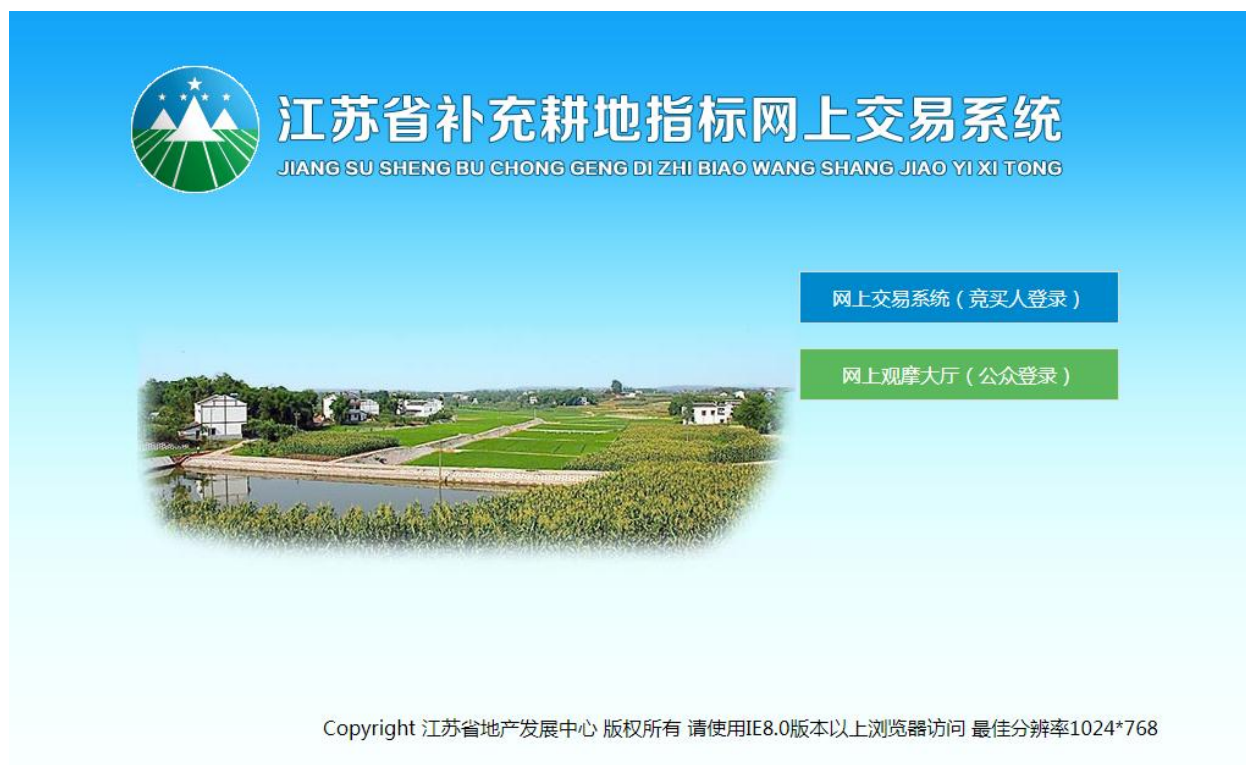 江苏省补充耕地指标网上交易系统
JIANG SU SHENG BU CHONG GENG DI ZHI BIAO WANG SHANG JIAO YI XI TONG
网上交易系统（竞买人登录）
网上观摩大厅（公众登录）
Copyright 江苏省地产发展中心 版权所有 请使用IE8.0版本以上浏览器访问 最佳分辨率1024*768